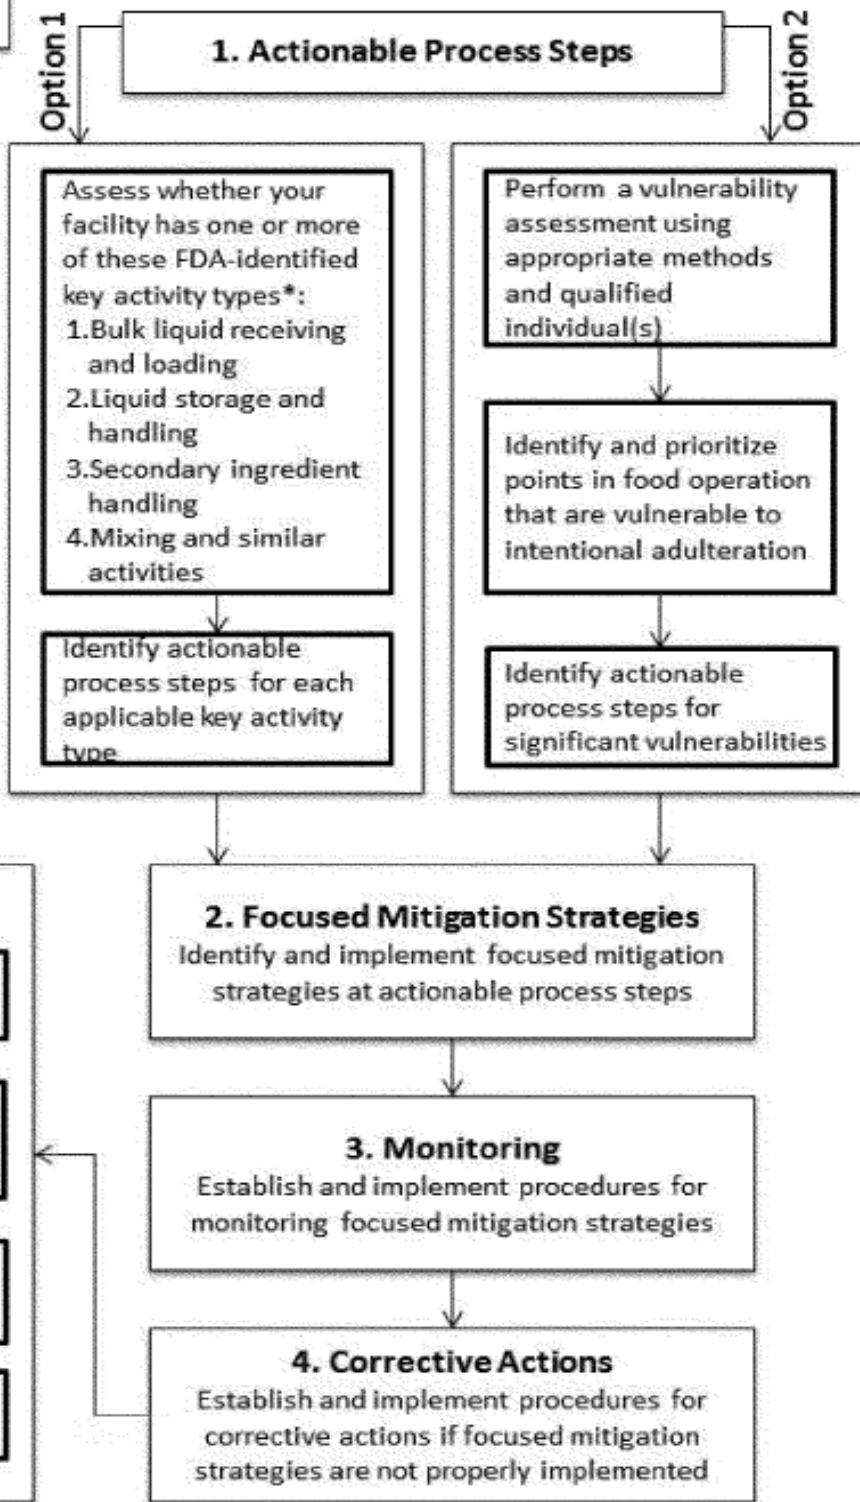 Option 1
1. Actionable Process Steps
Option 2
Assess whether your
facility has one or more
of these FDA-identified
key activity types*:
1.Bulk liquid receiving
and loading
2.Liquid storage and
handling
3.Secondary ingredient
handling
4.Mixing and similar
activities
Identify actionable
process steps for each
applicable key activity
type
Perform a vulnerability
assessment using
appropriate methods
and qualified
individual(s)
Identify and prioritize
points in food operation
that are vulnerable to
intentional adulteration
Identify actionable
process steps for
significant vulnerabilities
2. Focused Mitigation Strategies
Identify and implement focused mitigation
strategies at actionable process steps
3. Monitoring
Establish and implement procedures for
monitoring focused mitigation strategies
4. Corrective Actions
Establish and implement procedures for
corrective actions if focused mitigation
strategies are not properly implemented